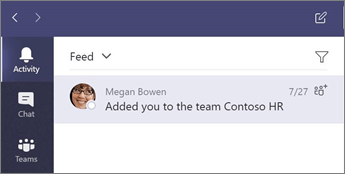 Feed
Activity
Megan Bowen 7/27
Added you to the team Contoso HR
Chat
Teams